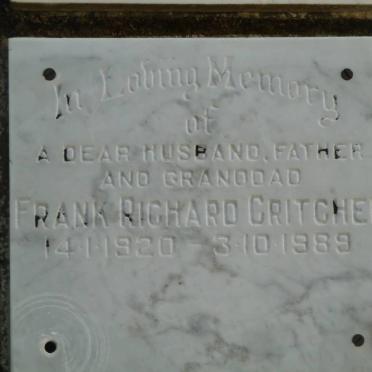 In Loving Memory
of
A DEAR HUSBAND, FATHER
AND GRANDDAD
FRANK RICHARD CRITCHE
14·1·1920 - 3·10·1989